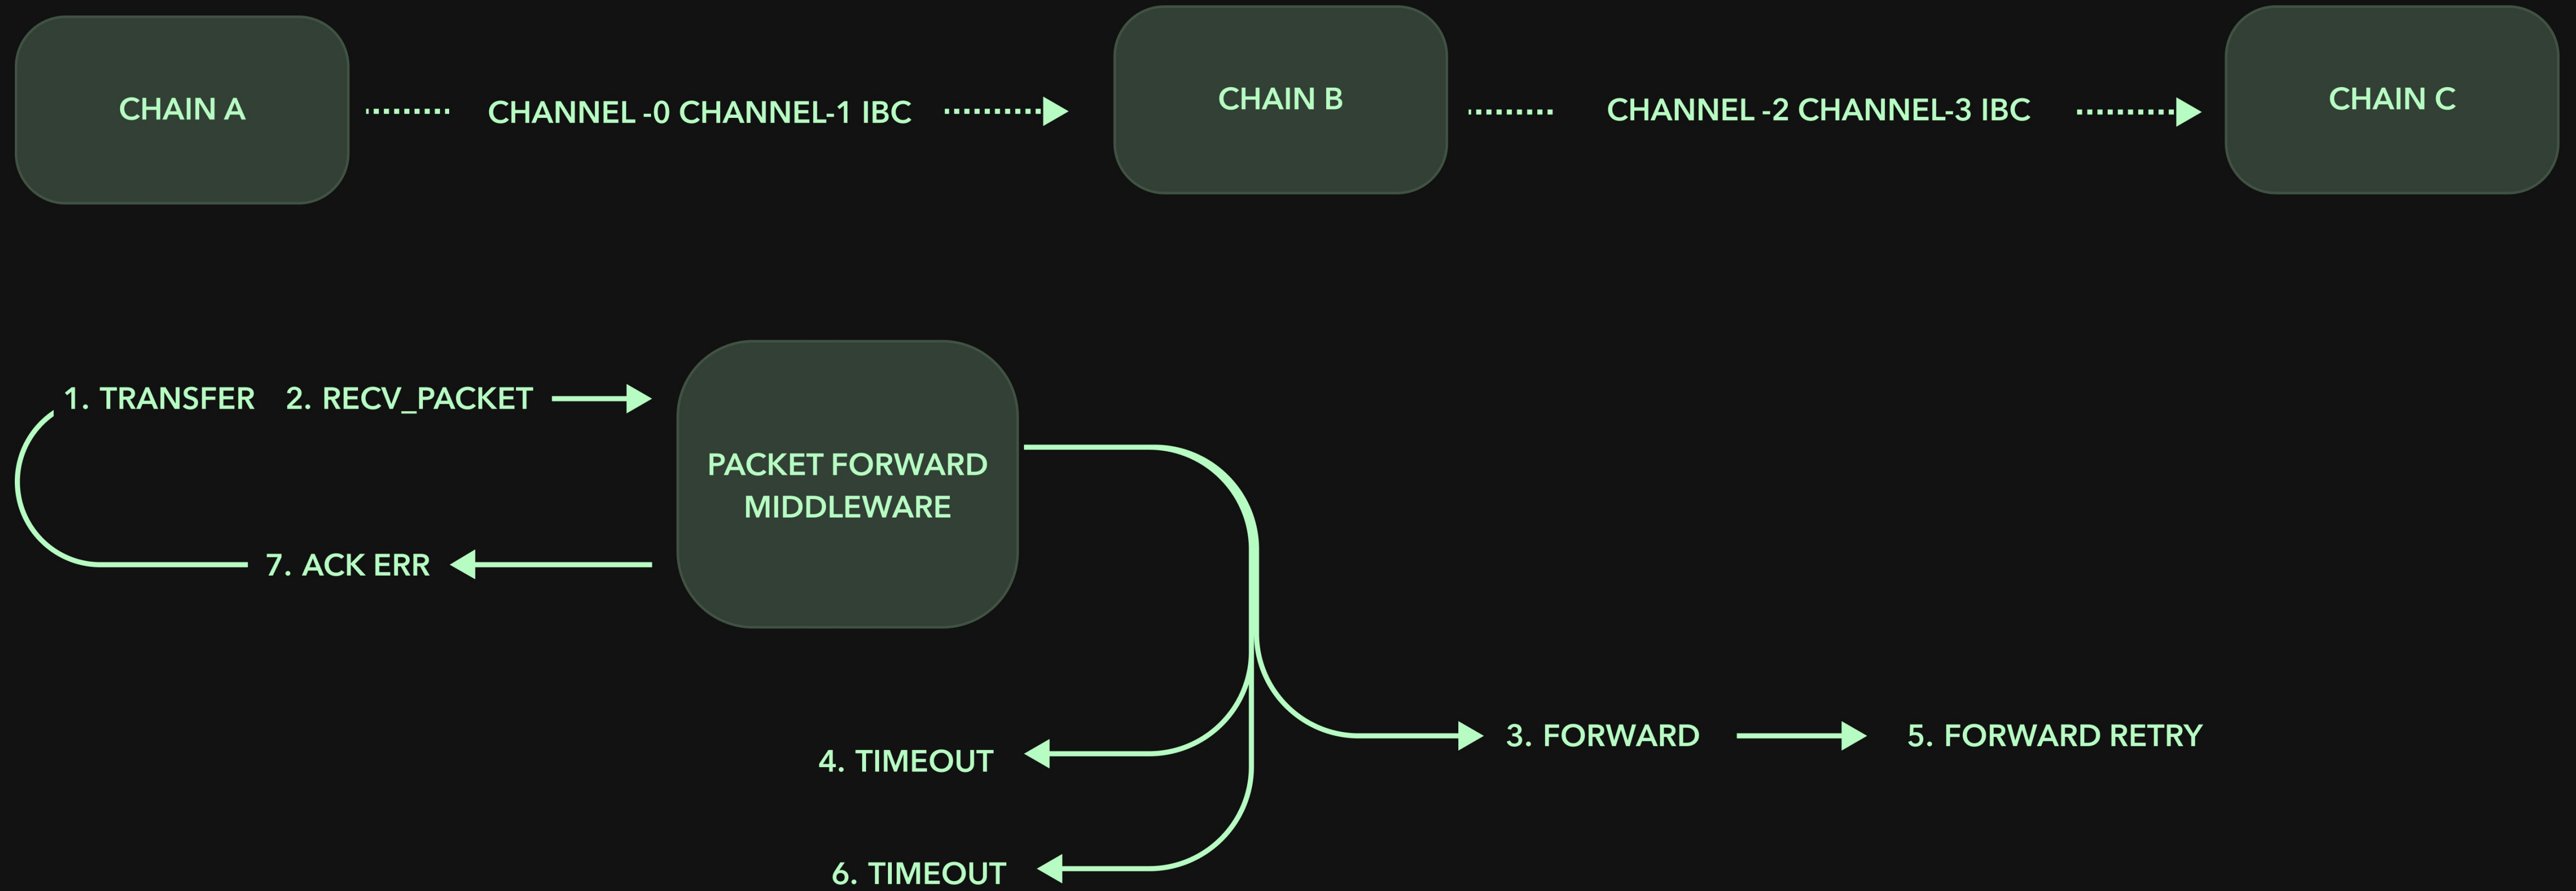 CHAIN A
CHANNEL -0 CHANNEL-1 IBC
CHAIN B
CHANNEL -2 CHANNEL-3 IBC
CHAIN C
1. TRANSFER
2. RECV_PACKET
PACKET FORWARD
MIDDLEWARE
7. ACK ERR
3. FORWARD
5. FORWARD RETRY
4. TIMEOUT
6. TIMEOUT